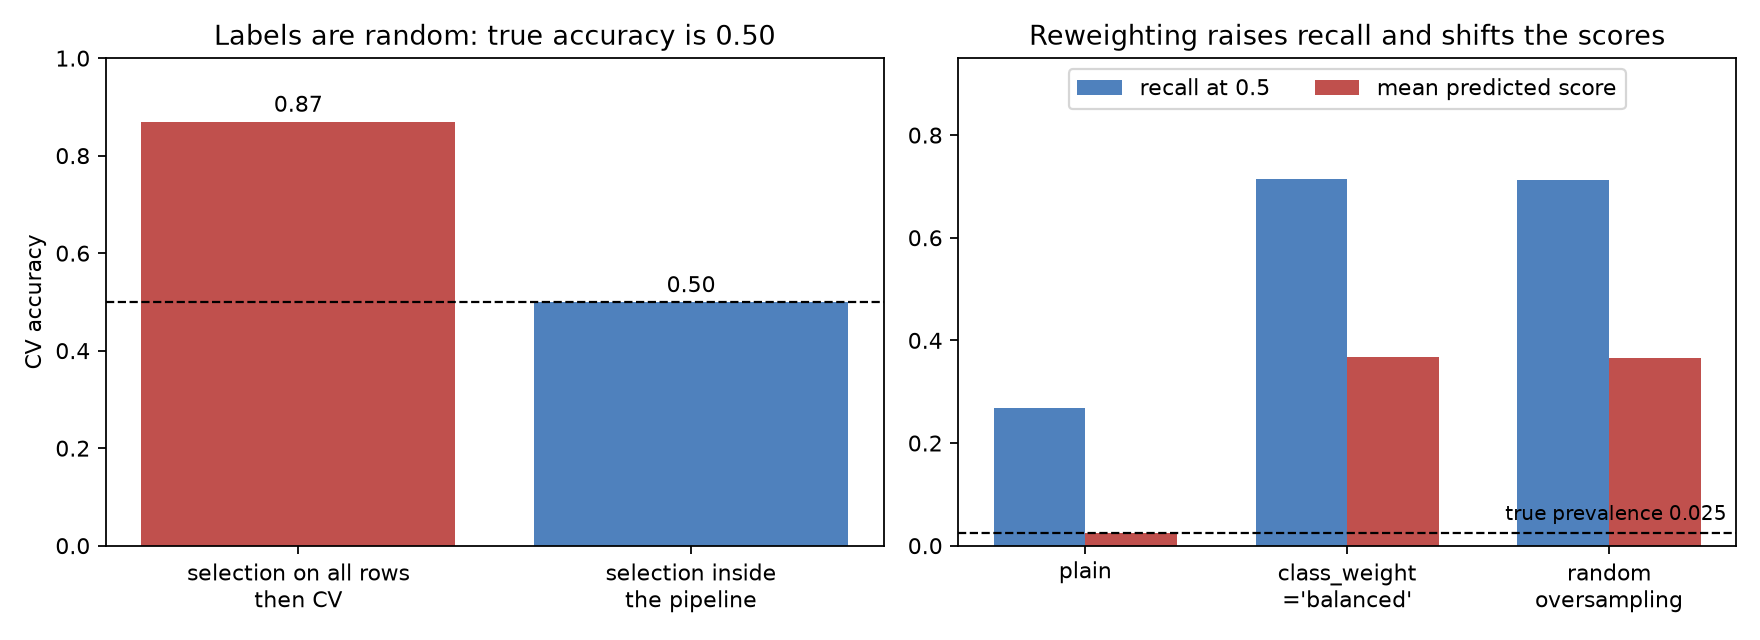 Labels are random: true accuracy is 0.50
CV accuracy
1.0
0.8
0.6
0.4
0.2
0.0
0.87
0.50
selection on all rows
then CV
selection inside
the pipeline
Reweighting raises recall and shifts the scores
recall at 0.5
mean predicted score
0.8
0.6
0.4
0.2
0.0
true prevalence 0.025
plain
class_weight
='balanced'
random
oversampling